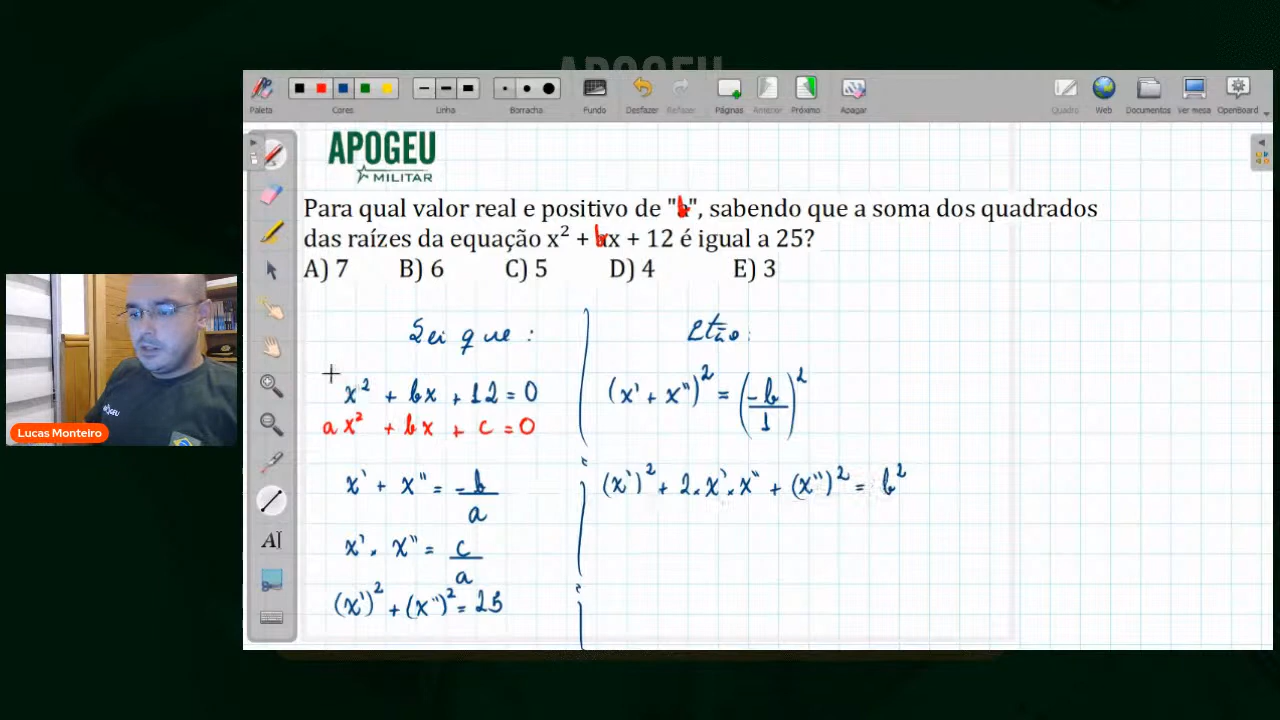 APOGEU
Paleta Cores Linha Borracha Fundo Desfazer Refazer Páginas Anterior Próximo Apagar Quadro Web Documentos Ver mesa OpenBoard
APOGEU
MILITAR
Para qual valor real e positivo de "b", sabendo que a soma dos quadrados
das raízes da equação x² + bx + 12 é igual a 25?
A) 7 B) 6 C) 5 D) 4 E) 3
Sei que :
x² + bx + 12 = 0
ax² + bx + c = 0
x' + x'' = -b/a
x' . x'' = c/a
(x')² + (x'')² = 25
Etão:
(x' + x'')² = (-b/1)²
(x')² + 2.x'.x'' + (x'')² = b²
AI
Lucas Monteiro